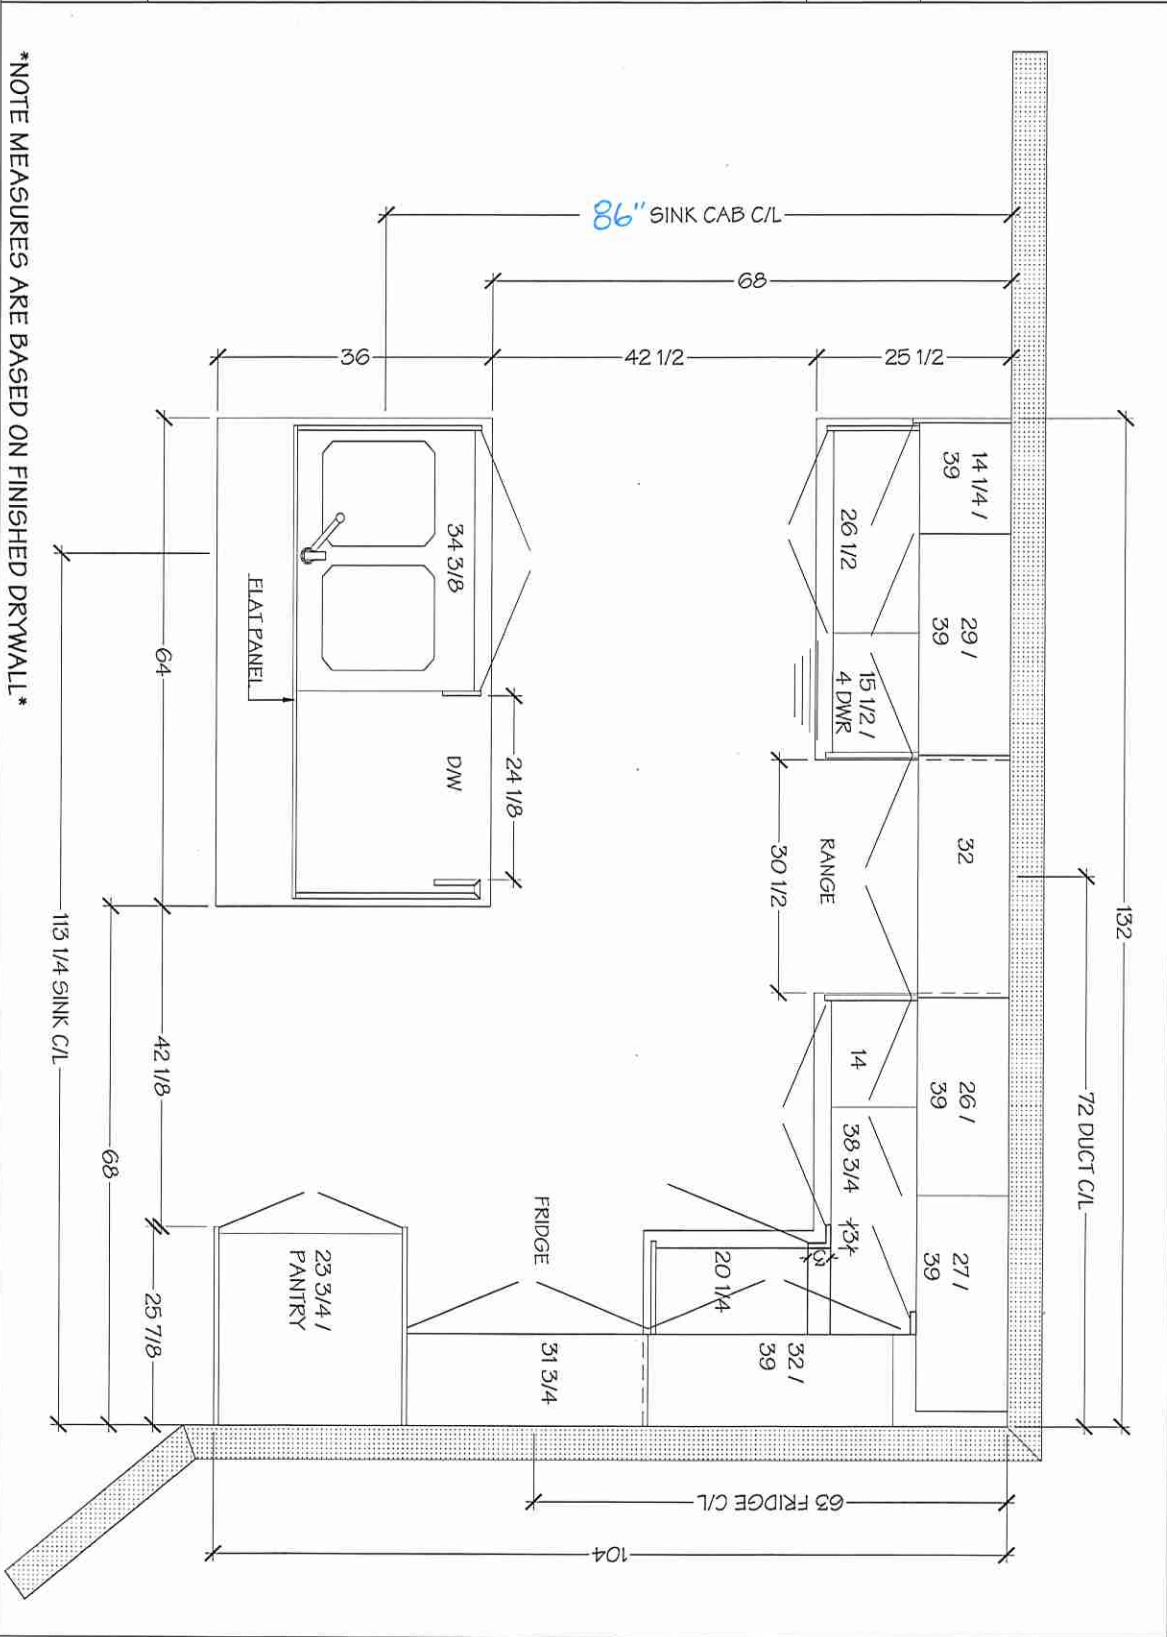 *NOTE MEASURES ARE BASED ON FINISHED DRYWALL*
86" SINK CAB C/L
68
36
42 1/2
25 1/2
132
72 DUCT C/L
14 1/4 /
39
29 /
39
32
26 /
39
27 /
39
26 1/2
15 1/2 /
4 DWR
RANGE
30 1/2
14
38 3/4
3
3
20 1/4
32 /
39
31 3/4
FRIDGE
23 3/4 /
PANTRY
34 3/8
D/W
24 1/8
FLAT PANEL
64
42 1/8
25 7/8
68
113 1/4 SINK C/L
63 FRIDGE C/L
104